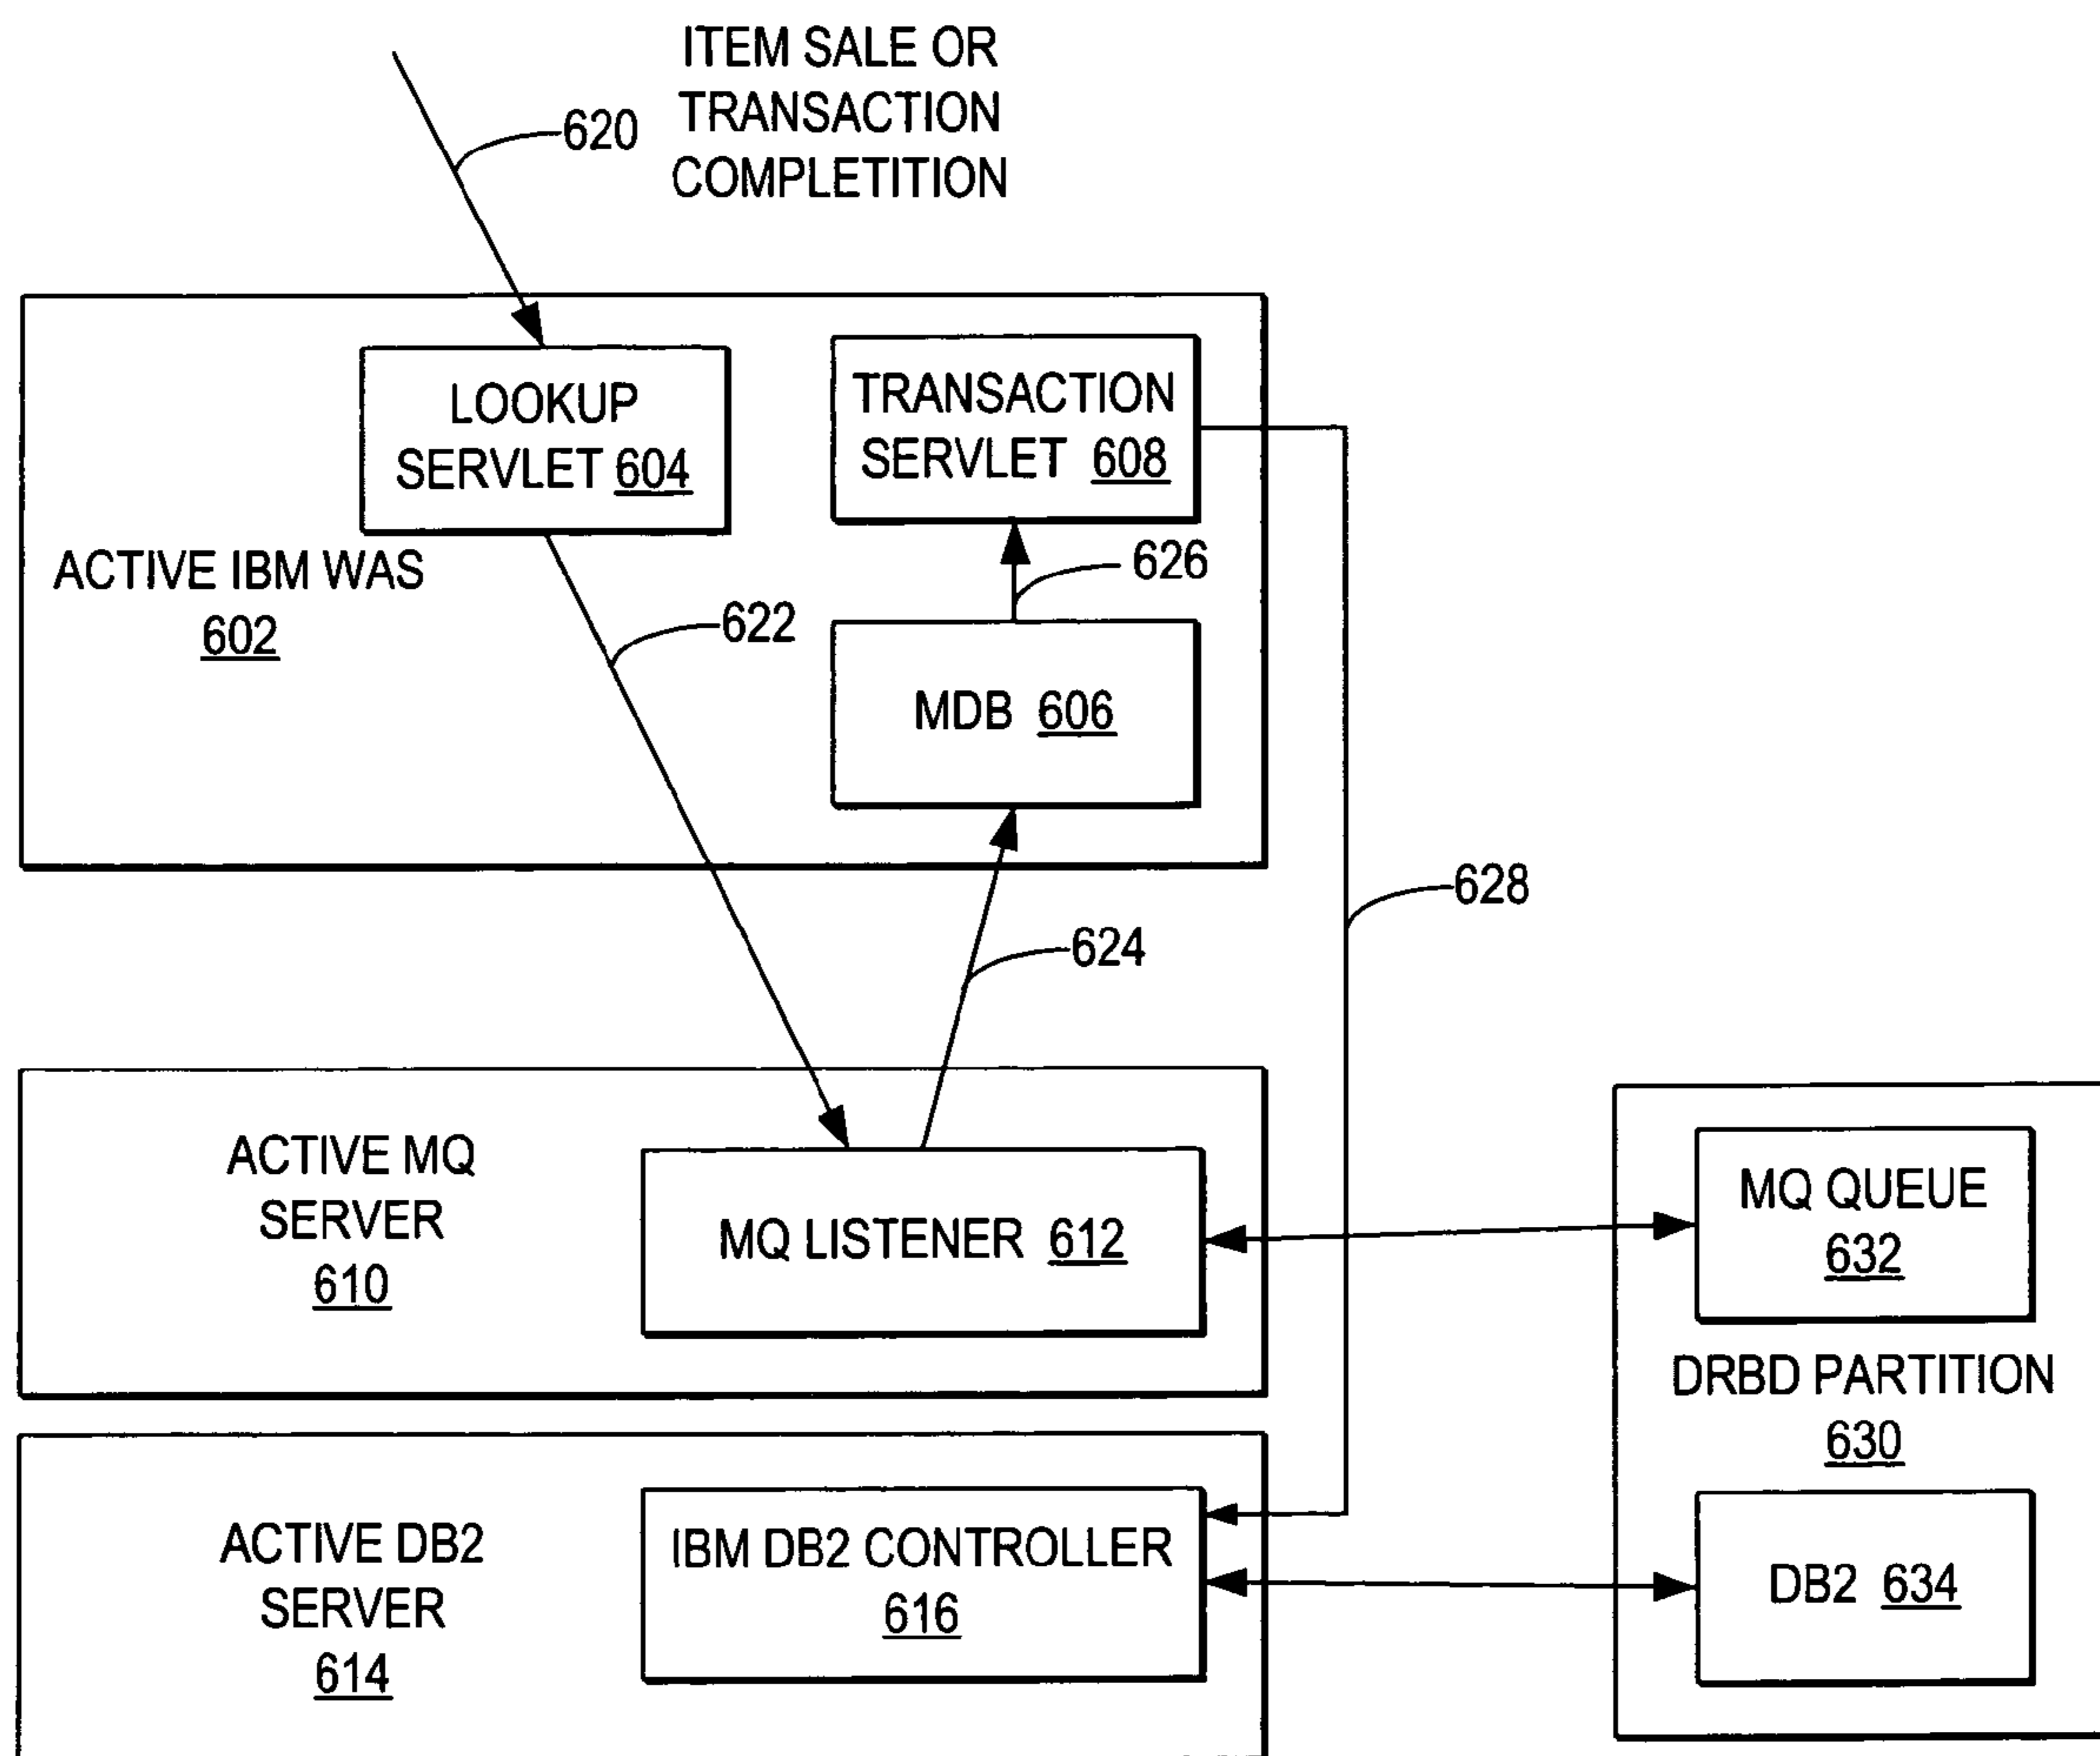 ITEM SALE OR
TRANSACTION
COMPLETITION
620
LOOKUP
SERVLET 604
TRANSACTION
SERVLET 608
ACTIVE IBM WAS
602
626
622
MDB 606
628
624
ACTIVE MQ
SERVER
610
MQ LISTENER 612
MQ QUEUE
632
DRBD PARTITION
630
ACTIVE DB2
SERVER
614
IBM DB2 CONTROLLER
616
DB2 634